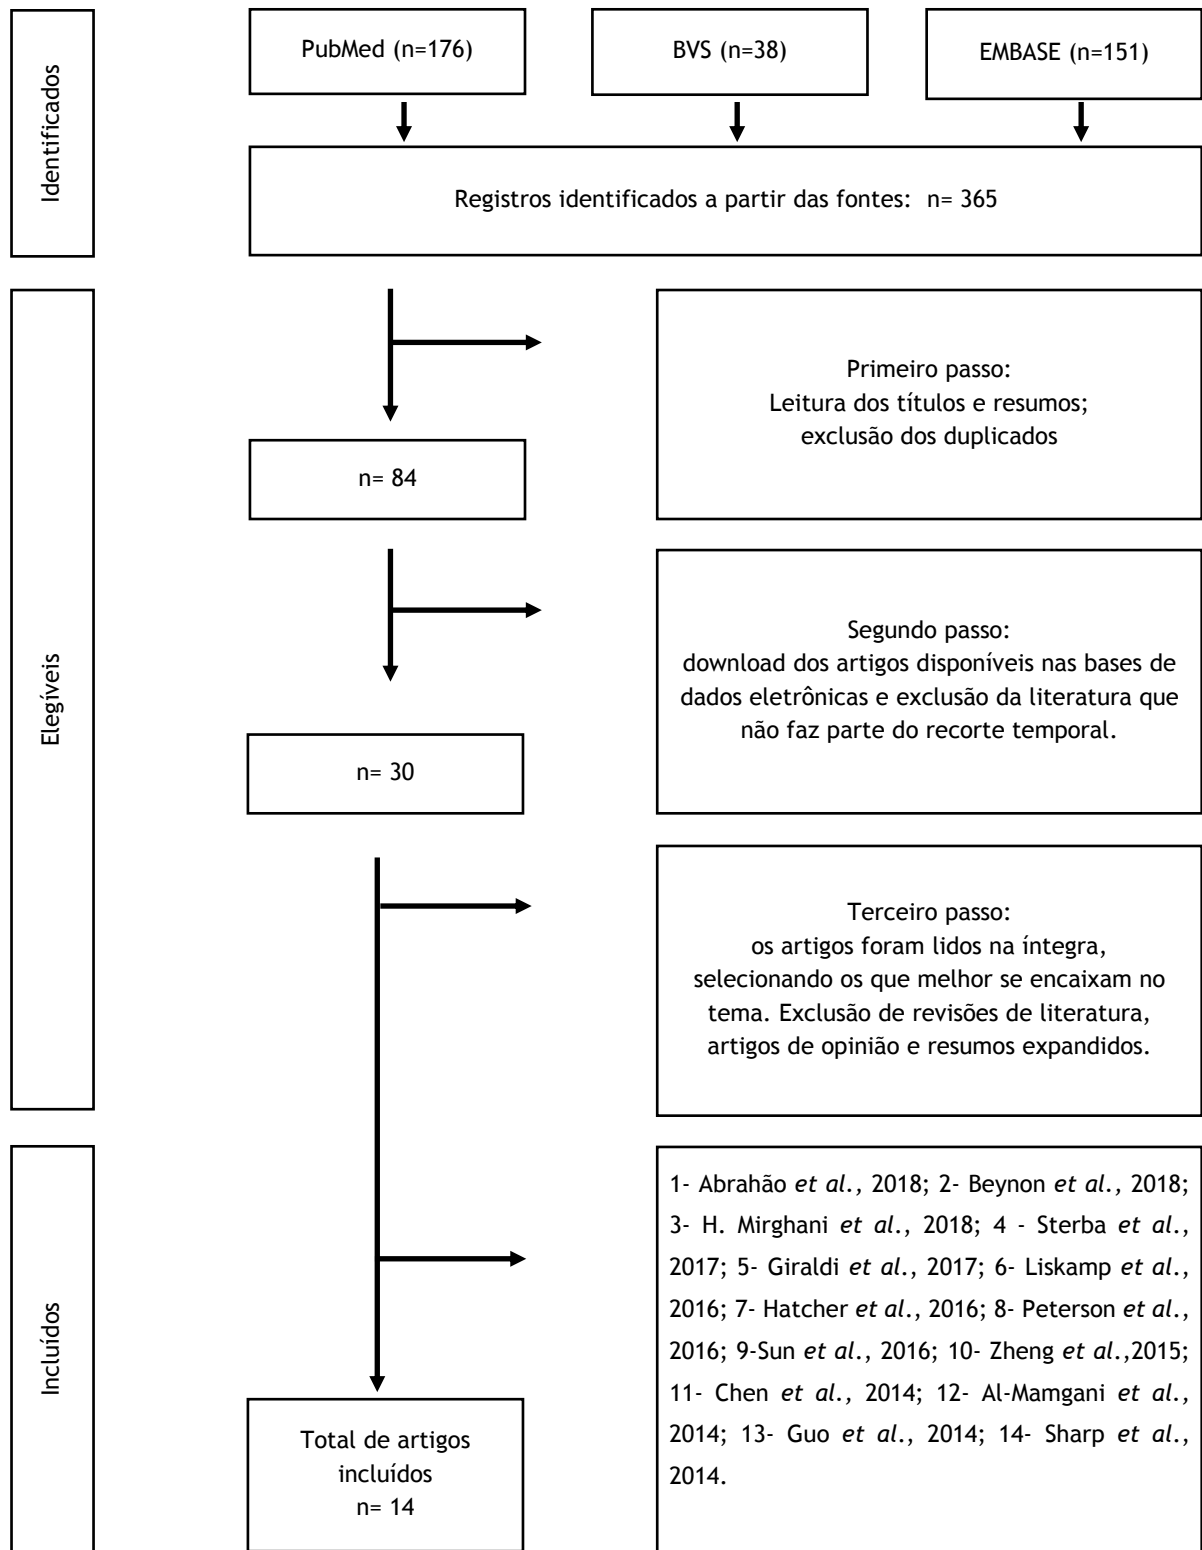 Identificados
PubMed (n=176)
BVS (n=38)
EMBASE (n=151)
Registros identificados a partir das fontes: n= 365
Elegíveis
Primeiro passo:
Leitura dos títulos e resumos;
exclusão dos duplicados
n= 84
Segundo passo:
download dos artigos disponíveis nas bases de
dados eletrônicas e exclusão da literatura que
não faz parte do recorte temporal.
n= 30
Terceiro passo:
os artigos foram lidos na íntegra,
selecionando os que melhor se encaixam no
tema. Exclusão de revisões de literatura,
artigos de opinião e resumos expandidos.
Incluídos
1- Abrahão et al., 2018; 2- Beynon et al., 2018;
3- H. Mirghani et al., 2018; 4 - Sterba et al.,
2017; 5- Giraldi et al., 2017; 6- Liskamp et al.,
2016; 7- Hatcher et al., 2016; 8- Peterson et al.,
2016; 9-Sun et al., 2016; 10- Zheng et al.,2015;
11- Chen et al., 2014; 12- Al-Mamgani et al.,
2014; 13- Guo et al., 2014; 14- Sharp et al.,
2014.
Total de artigos
incluídos
n= 14